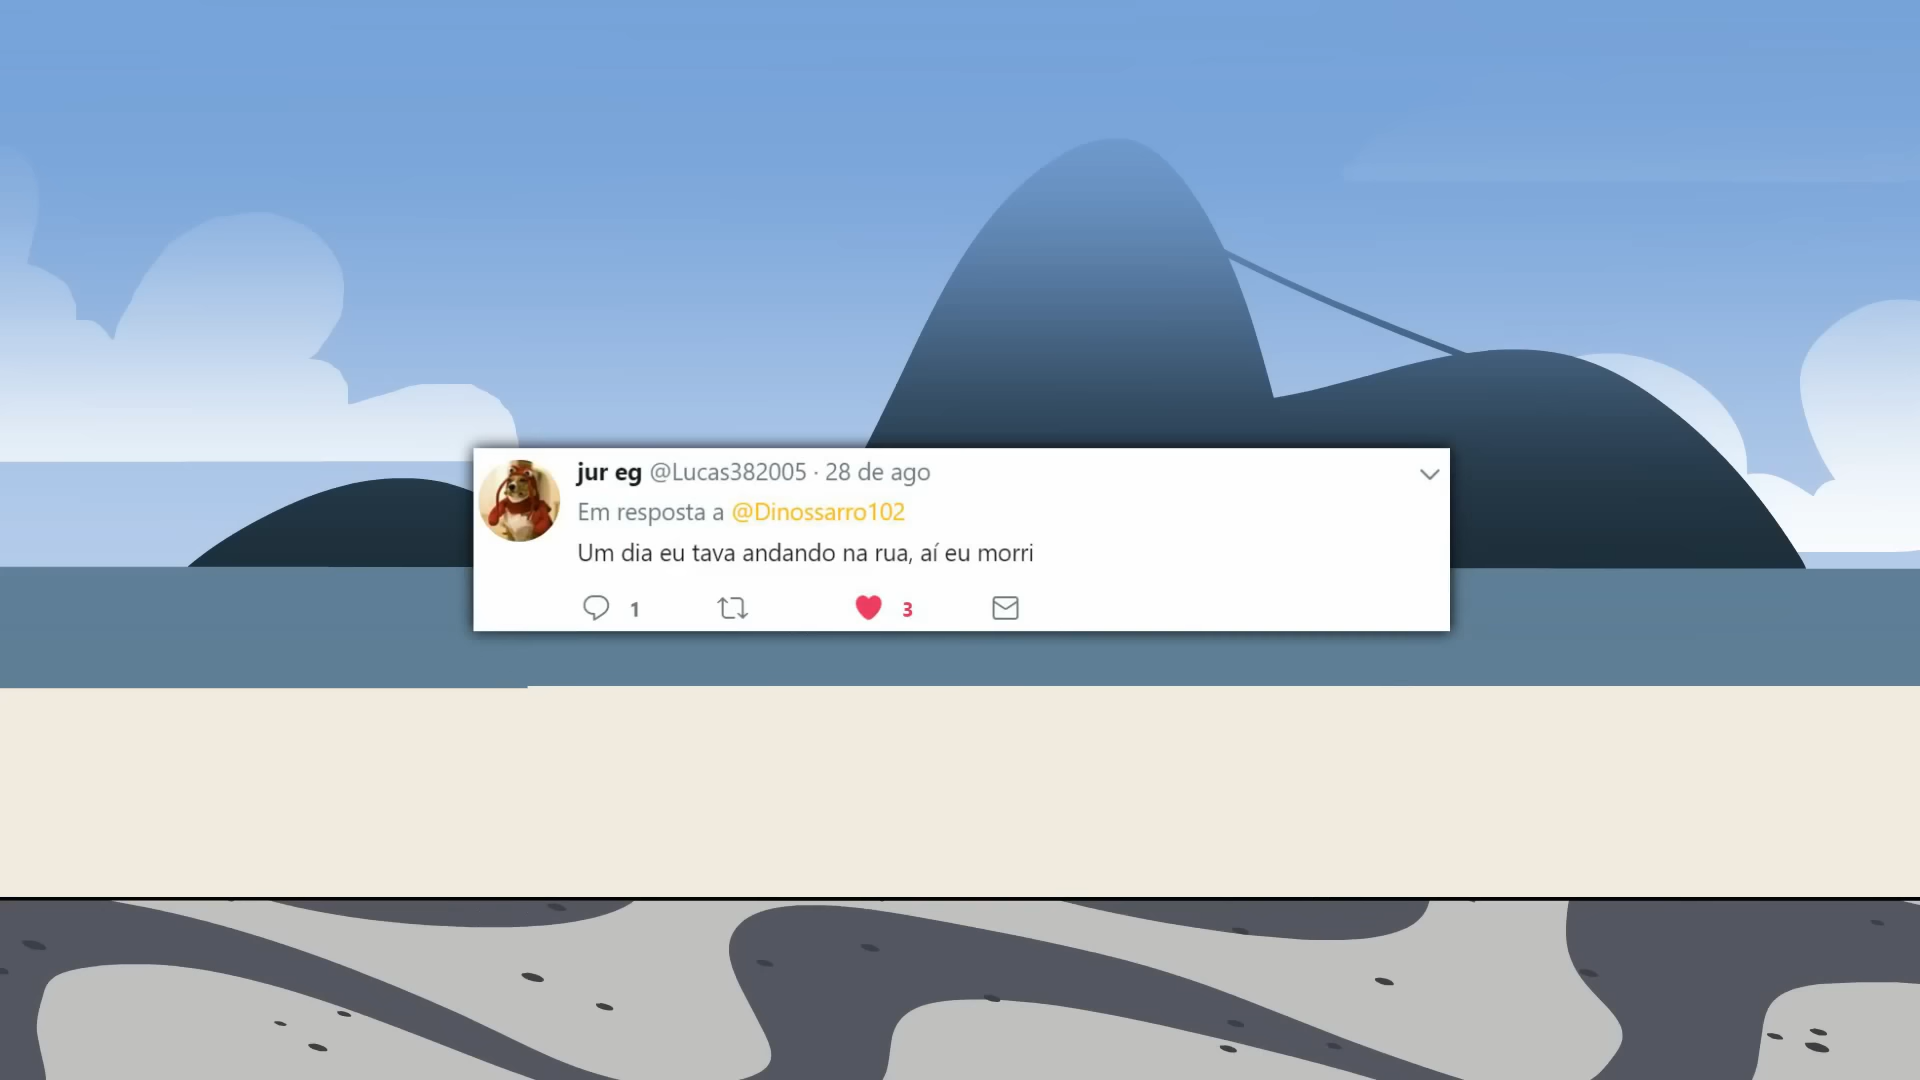 jur eg @Lucas382005 · 28 de ago
Em resposta a @Dinossarro102
Um dia eu tava andando na rua, aí eu morri
1 3